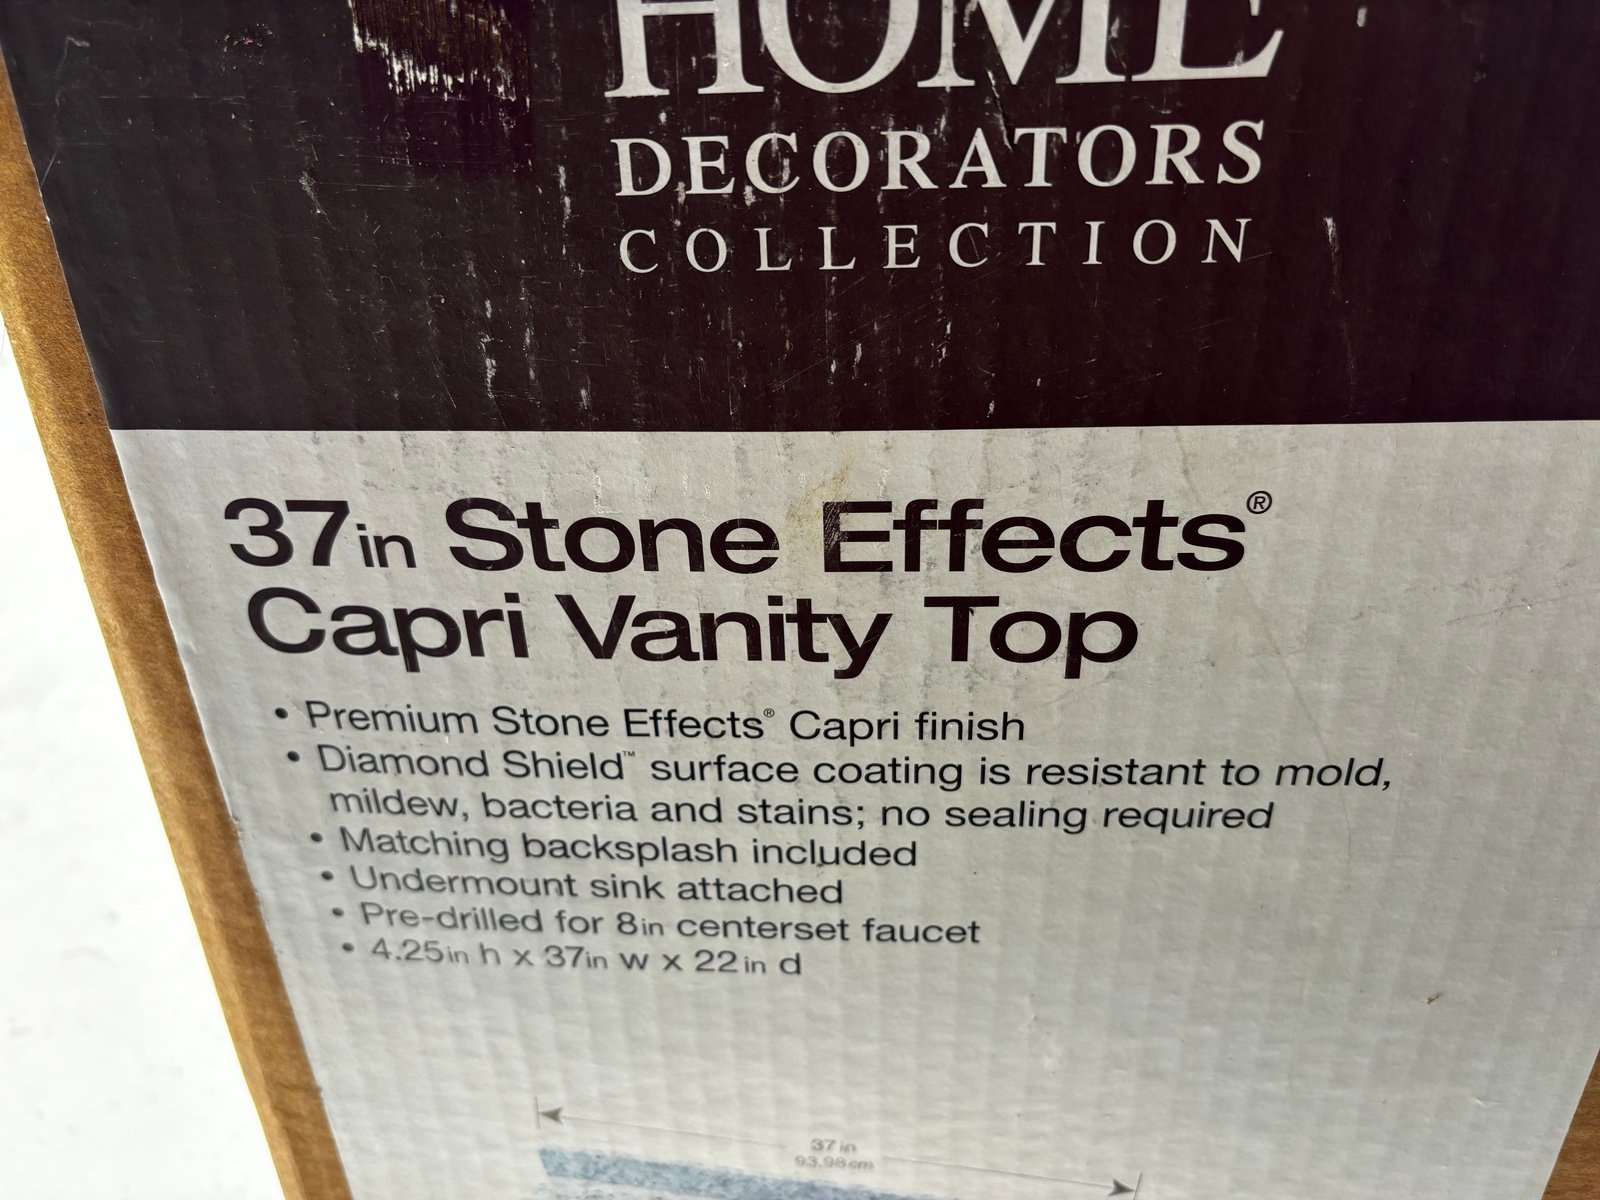 HOME
DECORATORS
COLLECTION
37in Stone Effects®
Capri Vanity Top
• Premium Stone Effects® Capri finish
• Diamond Shield™ surface coating is resistant to mold,
mildew, bacteria and stains; no sealing required
• Matching backsplash included
• Undermount sink attached
• Pre-drilled for 8in centerset faucet
• 4.25in h x 37in w x 22in d
37in
93.98cm